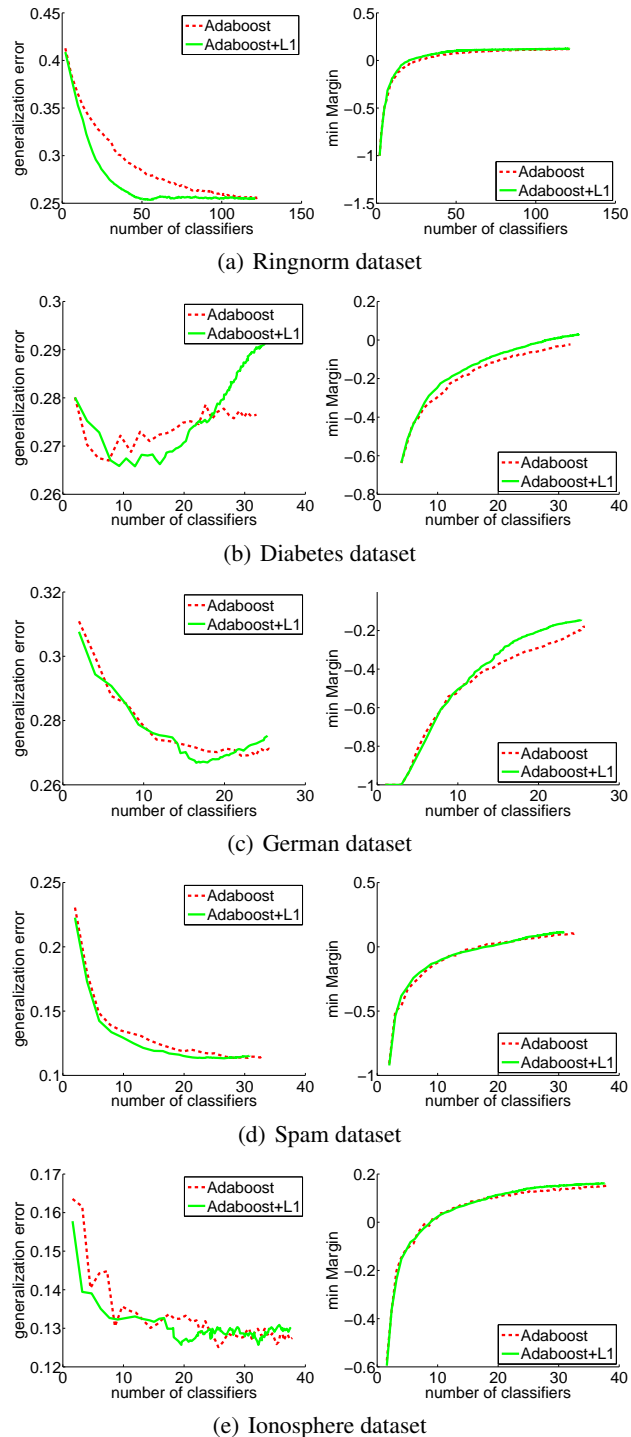 0.45
0.4
0.35
0.3
0.25
0 50 100 150
generalization error
number of classifiers
Adaboost
Adaboost+L1
0.5
0
−0.5
−1
−1.5
0 50 100 150
min Margin
number of classifiers
Adaboost
Adaboost+L1
(a) Ringnorm dataset
0.3
0.29
0.28
0.27
0.26
0 10 20 30 40
generalization error
number of classifiers
Adaboost
Adaboost+L1
0.2
0
−0.2
−0.4
−0.6
−0.8
0 10 20 30 40
min Margin
number of classifiers
Adaboost
Adaboost+L1
(b) Diabetes dataset
0.32
0.3
0.28
0.26
0 10 20 30
generalization error
number of classifiers
Adaboost
Adaboost+L1
−0.2
−0.4
−0.6
−0.8
−1
0 10 20 30
min Margin
number of classifiers
Adaboost
Adaboost+L1
(c) German dataset
0.25
0.2
0.15
0.1
0 10 20 30 40
generalization error
number of classifiers
Adaboost
Adaboost+L1
0.5
0
−0.5
−1
0 10 20 30 40
min Margin
number of classifiers
Adaboost
Adaboost+L1
(d) Spam dataset
0.17
0.16
0.15
0.14
0.13
0.12
0 10 20 30 40
generalization error
number of classifiers
Adaboost
Adaboost+L1
0.2
0
−0.2
−0.4
−0.6
0 10 20 30 40
min Margin
number of classifiers
Adaboost
Adaboost+L1
(e) Ionosphere dataset